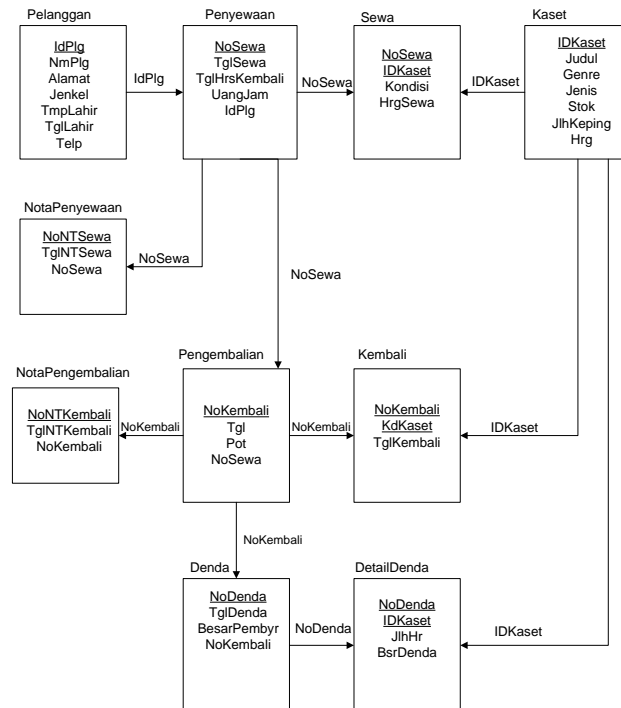 Pelanggan
IdPlg
NmPlg
Alamat
Jenkel
TmpLahir
TglLahir
Telp
IdPlg
Penyewaan
NoSewa
TglSewa
TglHrsKembali
UangJam
IdPlg
NoSewa
Sewa
NoSewa
IDKaset
Kondisi
HrgSewa
IDKaset
Kaset
IDKaset
Judul
Genre
Jenis
Stok
JlhKeping
Hrg
NotaPenyewaan
NoNTSewa
TglNTSewa
NoSewa
NoSewa
NoSewa
NotaPengembalian
NoNTKembali
TglNTKembali
NoKembali
NoKembali
Pengembalian
NoKembali
Tgl
Pot
NoSewa
NoKembali
Kembali
NoKembali
KdKaset
TglKembali
IDKaset
NoKembali
Denda
NoDenda
TglDenda
BesarPembyr
NoKembali
NoDenda
DetailDenda
NoDenda
IDKaset
JlhHr
BsrDenda
IDKaset